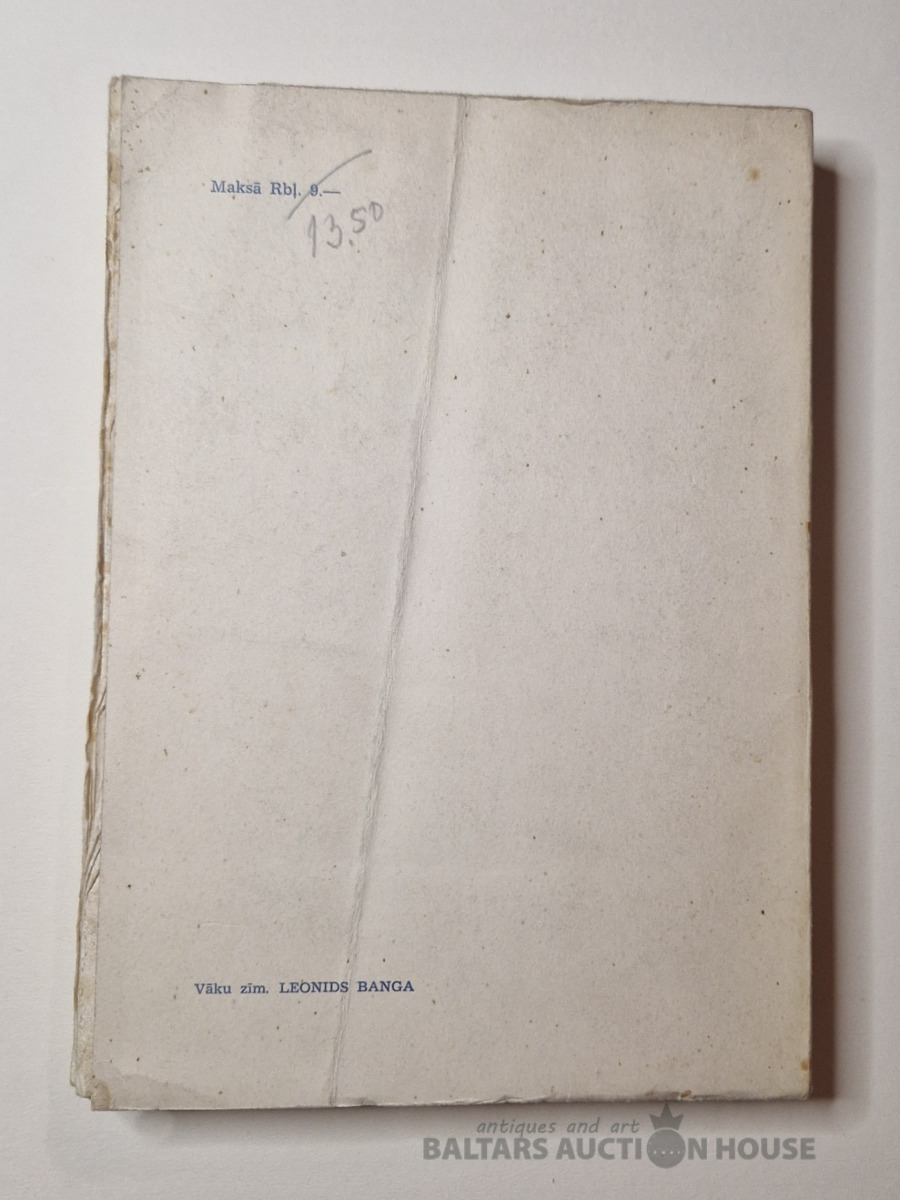 Maksā Rbļ. 9.—
13.50
Vāku zīm. LEONIDS BANGA
antiques and art
BALTARS AUCTION HOUSE